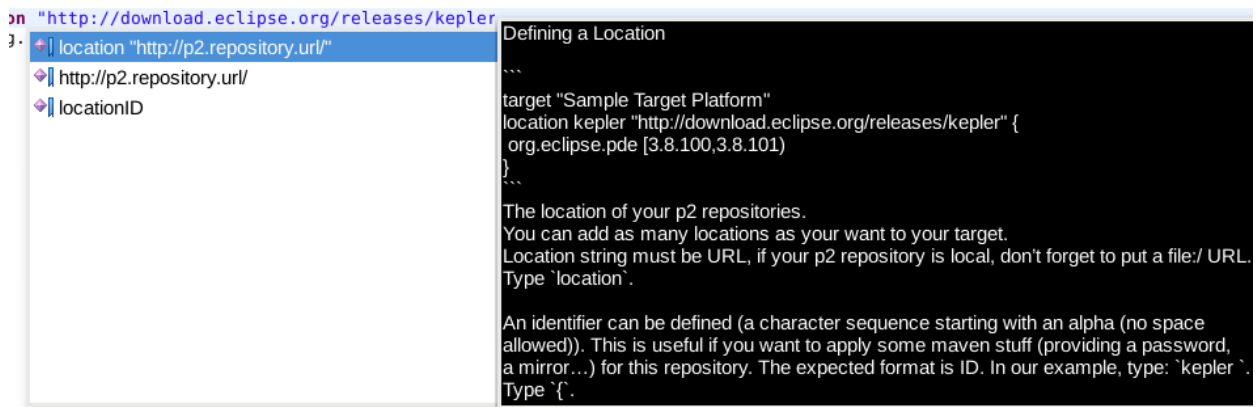 on "http://download.eclipse.org/releases/kepler
g.
location "http://p2.repository.url/"
http://p2.repository.url/
locationID
Defining a Location
```
target "Sample Target Platform"
location kepler "http://download.eclipse.org/releases/kepler" {
org.eclipse.pde [3.8.100,3.8.101)
}
```
The location of your p2 repositories.
You can add as many locations as your want to your target.
Location string must be URL, if your p2 repository is local, don't forget to put a file:/ URL.
Type `location`.
An identifier can be defined (a character sequence starting with an alpha (no space
allowed)). This is useful if you want to apply some maven stuff (providing a password,
a mirror…) for this repository. The expected format is ID. In our example, type: `kepler `.
Type `{`.